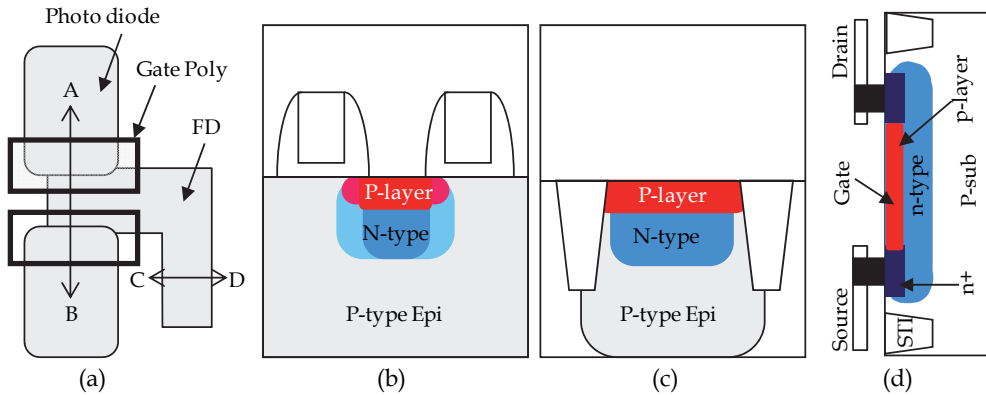 Photo diode
A
Gate Poly
FD
C
D
B
(a)
P-layer
N-type
P-type Epi
(b)
P-layer
N-type
P-type Epi
(c)
Drain
p-layer
Gate
n-type
P-sub
Source
STI
n+
(d)